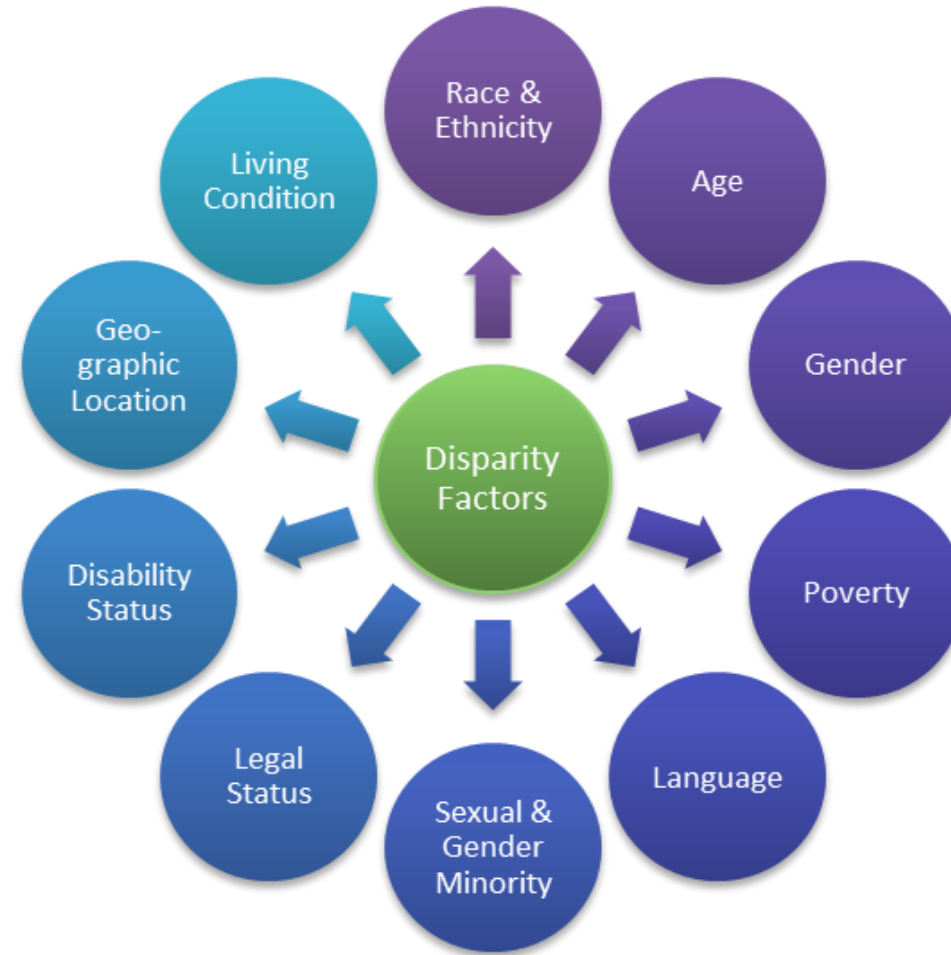 Race &
Ethnicity
Age
Gender
Poverty
Language
Sexual &
Gender
Minority
Legal
Status
Disability
Status
Geo-
graphic
Location
Living
Condition
Disparity
Factors